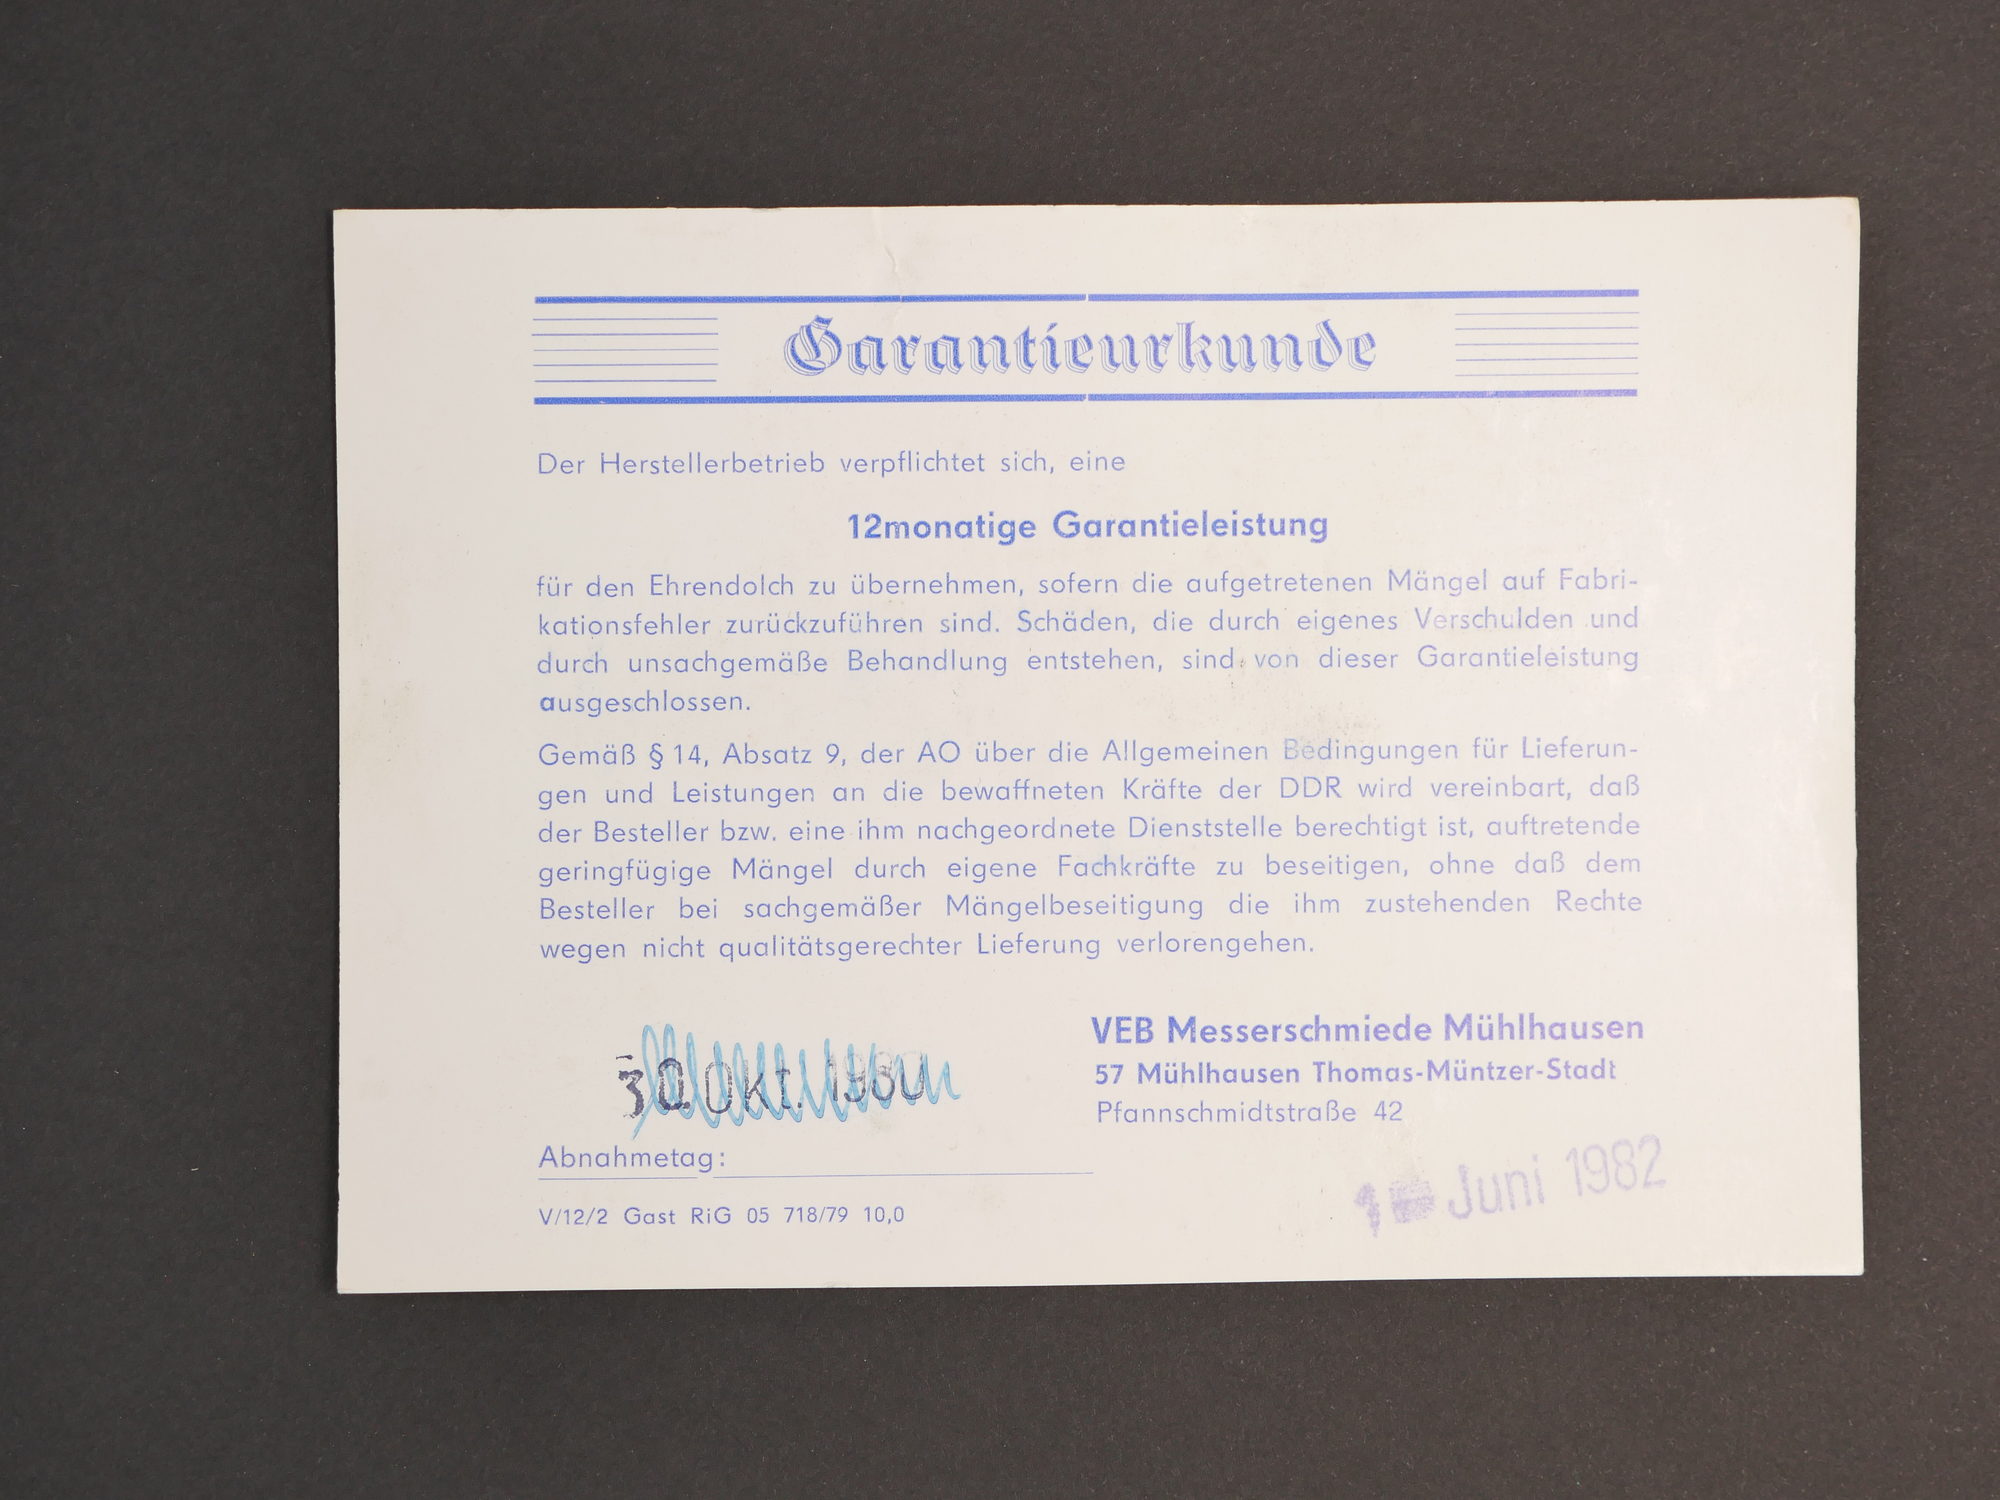 Garantieurkunde
Der Herstellerbetrieb verpflichtet sich, eine
12monatige Garantieleistung
für den Ehrendolch zu übernehmen, sofern die aufgetretenen Mängel auf Fabri-
kationsfehler zurückzuführen sind. Schäden, die durch eigenes Verschulden und
durch unsachgemäße Behandlung entstehen, sind von dieser Garantieleistung
ausgeschlossen.
Gemäß § 14, Absatz 9, der AO über die Allgemeinen Bedingungen für Lieferun-
gen und Leistungen an die bewaffneten Kräfte der DDR wird vereinbart, daß
der Besteller bzw. eine ihm nachgeordnete Dienststelle berechtigt ist, auftretende
geringfügige Mängel durch eigene Fachkräfte zu beseitigen, ohne daß dem
Besteller bei sachgemäßer Mängelbeseitigung die ihm zustehenden Rechte
wegen nicht qualitätsgerechter Lieferung verlorengehen.
VEB Messerschmiede Mühlhausen
57 Mühlhausen Thomas-Müntzer-Stadt
Pfannschmidtstraße 42
30. Okt. 1980
Abnahmetag:
Juni 1982
V/12/2 Gast RiG 05 718/79 10,0